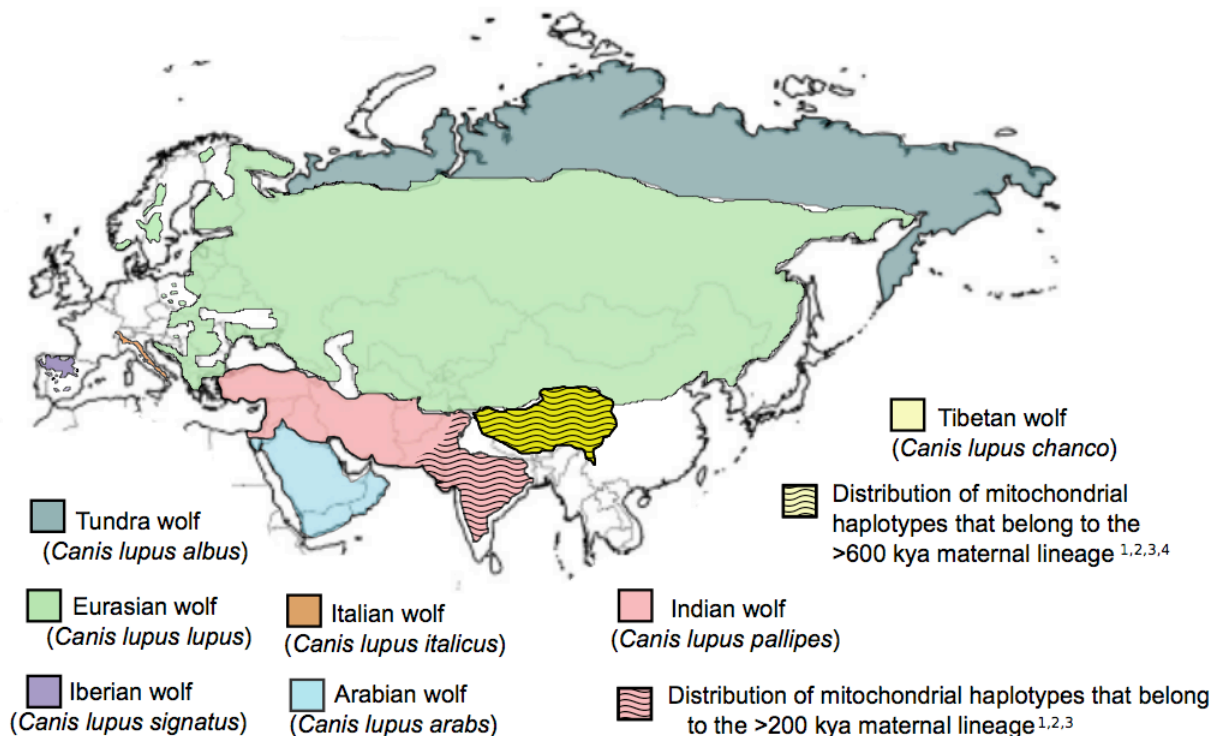 Tibetan wolf
(Canis lupus chanco)
Distribution of mitochondrial
haplotypes that belong to the
>600 kya maternal lineage 1,2,3,4
Tundra wolf
(Canis lupus albus)
Eurasian wolf
(Canis lupus lupus)
Italian wolf
(Canis lupus italicus)
Indian wolf
(Canis lupus pallipes)
Iberian wolf
(Canis lupus signatus)
Arabian wolf
(Canis lupus arabs)
Distribution of mitochondrial haplotypes that belong
to the >200 kya maternal lineage1,2,3